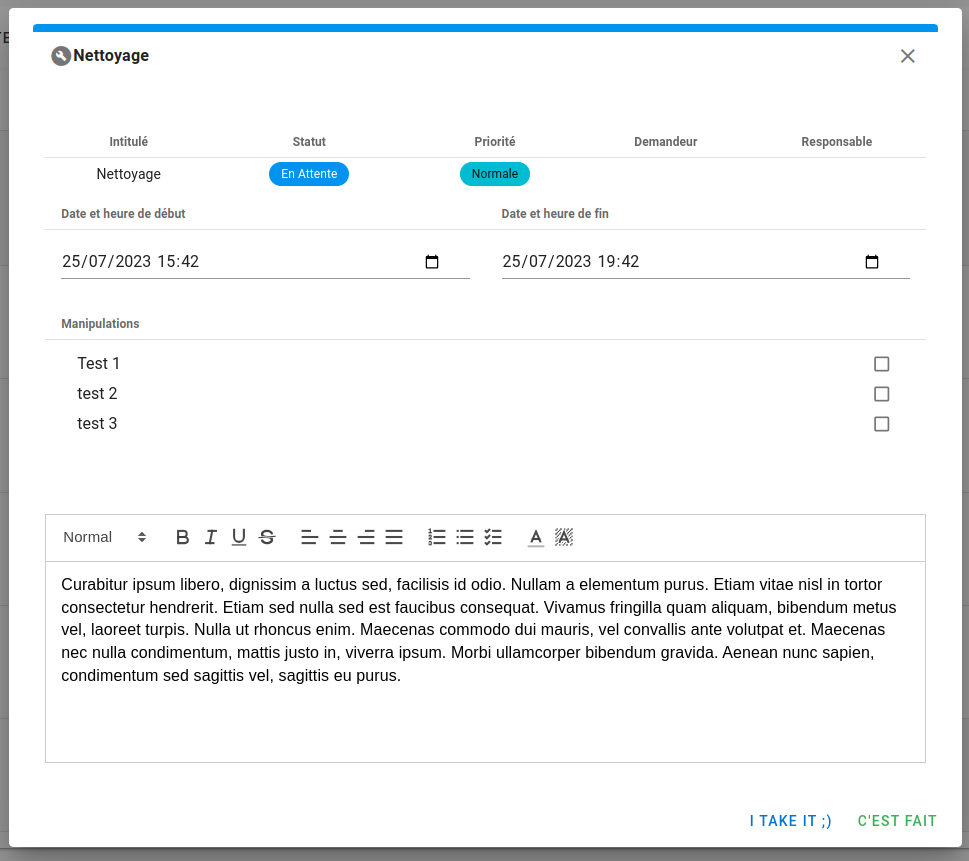 Nettoyage
Intitulé Statut Priorité Demandeur Responsable
Nettoyage En Attente Normale
Date et heure de début Date et heure de fin
25/07/2023 15:42 25/07/2023 19:42
Manipulations
Test 1
test 2
test 3
Normal B I U S A A
Curabitur ipsum libero, dignissim a luctus sed, facilisis id odio. Nullam a elementum purus. Etiam vitae nisl in tortor
consectetur hendrerit. Etiam sed nulla sed est faucibus consequat. Vivamus fringilla quam aliquam, bibendum metus
vel, laoreet turpis. Nulla ut rhoncus enim. Maecenas commodo dui mauris, vel convallis ante volutpat et. Maecenas
nec nulla condimentum, mattis justo in, viverra ipsum. Morbi ullamcorper bibendum gravida. Aenean nunc sapien,
condimentum sed sagittis vel, sagittis eu purus.
I TAKE IT ;) C'EST FAIT